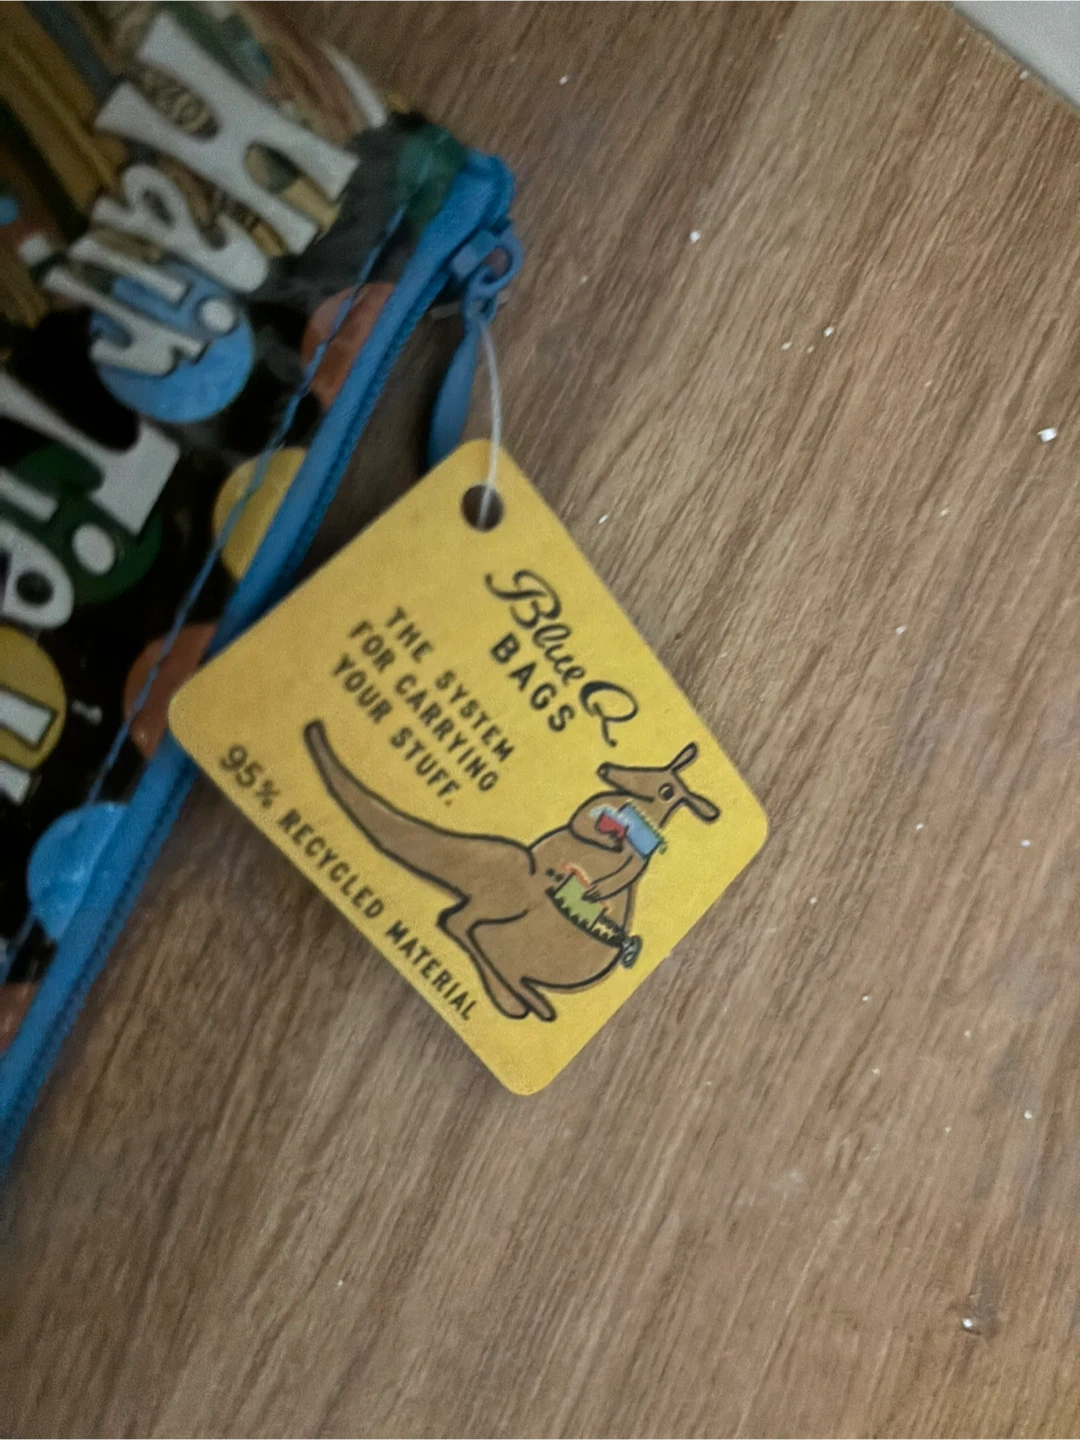 Blue Q
BAGS
THE SYSTEM
FOR CARRYING
YOUR STUFF.
95% RECYCLED MATERIAL